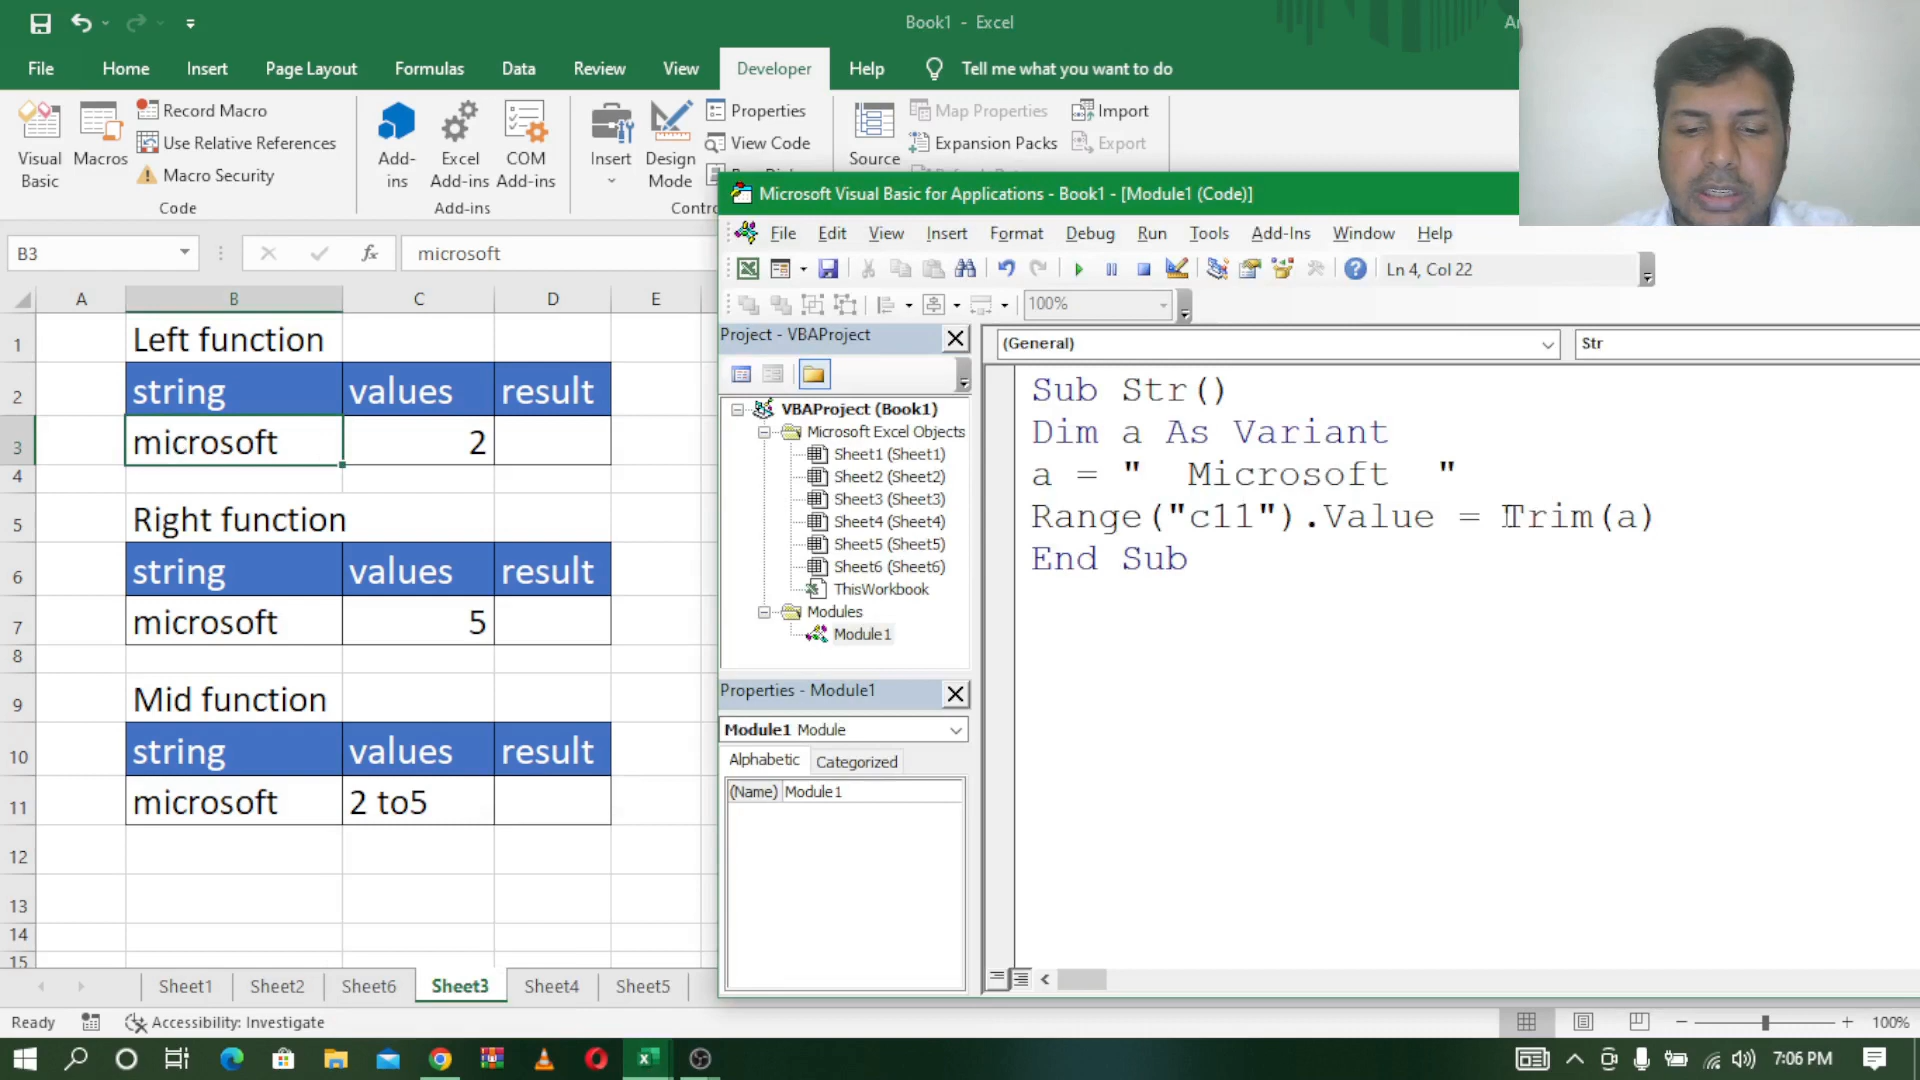 Book1 - Excel
File Home Insert Page Layout Formulas Data Review View Developer Help Tell me what you want to do
Visual Basic
Macros
Record Macro
Use Relative References
Macro Security
Code
Add-ins
Excel Add-ins
COM Add-ins
Add-ins
Insert
Design Mode
Properties
View Code
Source
Map Properties
Expansion Packs
Import
Export
B3
fx
microsoft
A B C D E
1 Left function
2 string values result
3 microsoft 2
4
5 Right function
6 string values result
7 microsoft 5
8
9 Mid function
10 string values result
11 microsoft 2 to5
12
13
14
15
Sheet1 Sheet2 Sheet6 Sheet3 Sheet4 Sheet5
Ready
Accessibility: Investigate
Microsoft Visual Basic for Applications - Book1 - [Module1 (Code)]
File Edit View Insert Format Debug Run Tools Add-Ins Window Help
Ln 4, Col 22
100%
Project - VBAProject
VBAProject (Book1)
Microsoft Excel Objects
Sheet1 (Sheet1)
Sheet2 (Sheet2)
Sheet3 (Sheet3)
Sheet4 (Sheet4)
Sheet5 (Sheet5)
Sheet6 (Sheet6)
ThisWorkbook
Modules
Module1
Properties - Module1
Module1 Module
Alphabetic Categorized
(Name) Module1
(General)
Str
Sub Str()
Dim a As Variant
a = "  Microsoft  "
Range("c11").Value = Trim(a)
End Sub
100%
7:06 PM